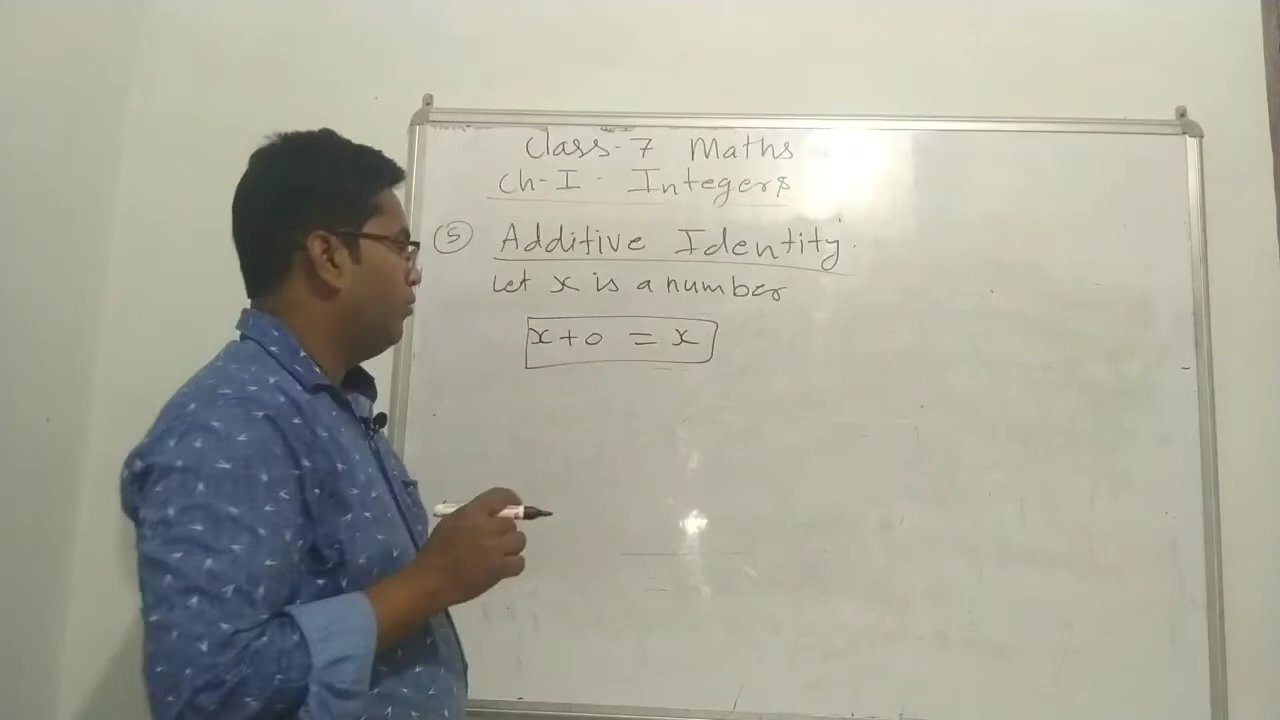 Class-7 Maths
Ch-I - Integers
⑤ Additive Identity.
Let x is a number
x+0 = x